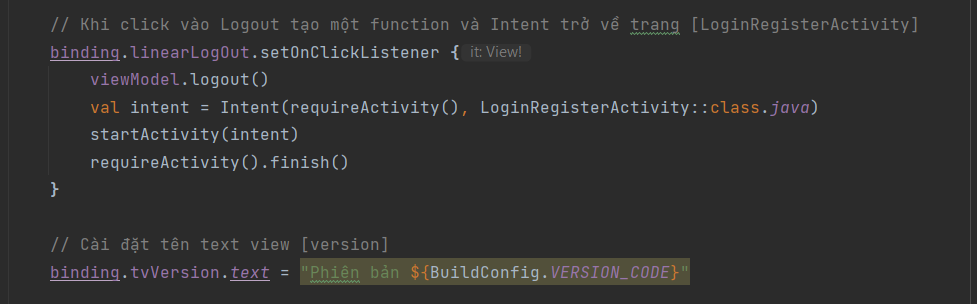 // Khi click vào Logout tạo một function và Intent trở về trang [LoginRegisterActivity]
binding.linearLogOut.setOnClickListener { it: View!
viewModel.logout()
val intent = Intent(requireActivity(), LoginRegisterActivity::class.java)
startActivity(intent)
requireActivity().finish()
}
// Cài đặt tên text view [version]
binding.tvVersion.text = "Phiên bản ${BuildConfig.VERSION_CODE}"